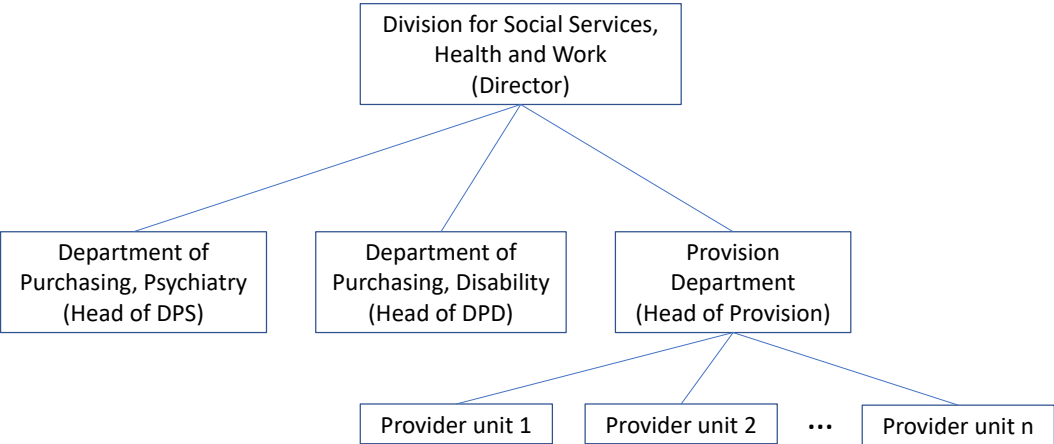 Division for Social Services,
Health and Work
(Director)
Department of
Purchasing, Psychiatry
(Head of DPS)
Department of
Purchasing, Disability
(Head of DPD)
Provision
Department
(Head of Provision)
Provider unit 1
Provider unit 2
...
Provider unit n